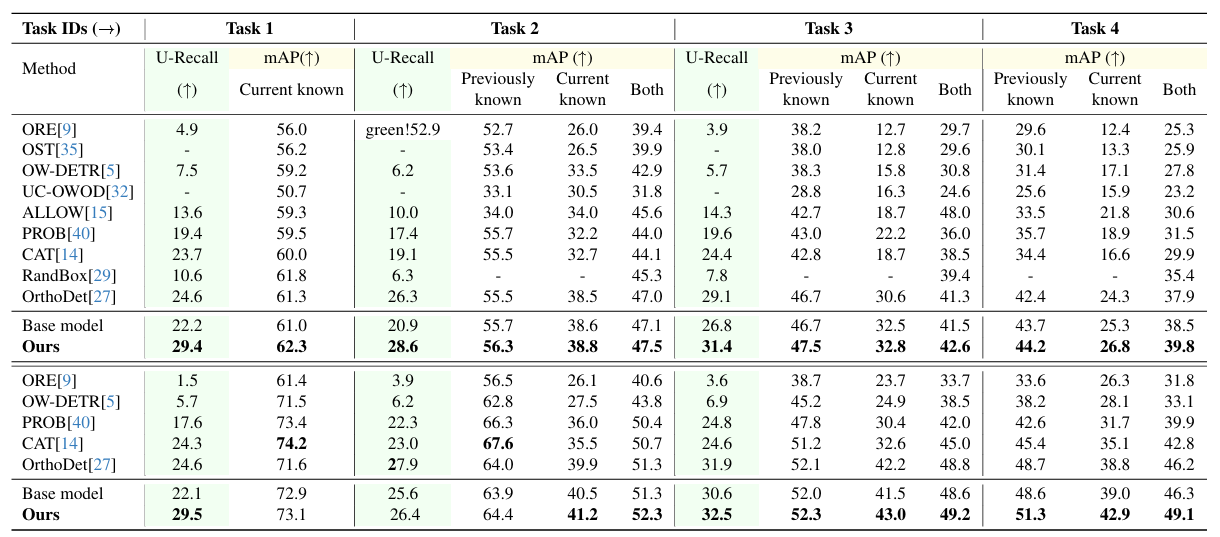 Task IDs (→) Task 1 Task 2 Task 3 Task 4
U-Recall mAP(↑) U-Recall mAP (↑) U-Recall mAP (↑) mAP (↑)
Method (↑) Current known (↑) Previously known Current known Both (↑) Previously known Current known Both Previously known Current known Both
ORE[9] 4.9 56.0 green!52.9 52.7 26.0 39.4 3.9 38.2 12.7 29.7 29.6 12.4 25.3
OST[35] - 56.2 - 53.4 26.5 39.9 - 38.0 12.8 29.6 30.1 13.3 25.9
OW-DETR[5] 7.5 59.2 6.2 53.6 33.5 42.9 5.7 38.3 15.8 30.8 31.4 17.1 27.8
UC-OWOD[32] - 50.7 - 33.1 30.5 31.8 - 28.8 16.3 24.6 25.6 15.9 23.2
ALLOW[15] 13.6 59.3 10.0 34.0 34.0 45.6 14.3 42.7 18.7 48.0 33.5 21.8 30.6
PROB[40] 19.4 59.5 17.4 55.7 32.2 44.0 19.6 43.0 22.2 36.0 35.7 18.9 31.5
CAT[14] 23.7 60.0 19.1 55.5 32.7 44.1 24.4 42.8 18.7 38.5 34.4 16.6 29.9
RandBox[29] 10.6 61.8 6.3 - - 45.3 7.8 - - 39.4 - - 35.4
OrthoDet[27] 24.6 61.3 26.3 55.5 38.5 47.0 29.1 46.7 30.6 41.3 42.4 24.3 37.9
Base model 22.2 61.0 20.9 55.7 38.6 47.1 26.8 46.7 32.5 41.5 43.7 25.3 38.5
Ours 29.4 62.3 28.6 56.3 38.8 47.5 31.4 47.5 32.8 42.6 44.2 26.8 39.8
ORE[9] 1.5 61.4 3.9 56.5 26.1 40.6 3.6 38.7 23.7 33.7 33.6 26.3 31.8
OW-DETR[5] 5.7 71.5 6.2 62.8 27.5 43.8 6.9 45.2 24.9 38.5 38.2 28.1 33.1
PROB[40] 17.6 73.4 22.3 66.3 36.0 50.4 24.8 47.8 30.4 42.0 42.6 31.7 39.9
CAT[14] 24.3 74.2 23.0 67.6 35.5 50.7 24.6 51.2 32.6 45.0 45.4 35.1 42.8
OrthoDet[27] 24.6 71.6 27.9 64.0 39.9 51.3 31.9 52.1 42.2 48.8 48.7 38.8 46.2
Base model 22.1 72.9 25.6 63.9 40.5 51.3 30.6 52.0 41.5 48.6 48.6 39.0 46.3
Ours 29.5 73.1 26.4 64.4 41.2 52.3 32.5 52.3 43.0 49.2 51.3 42.9 49.1